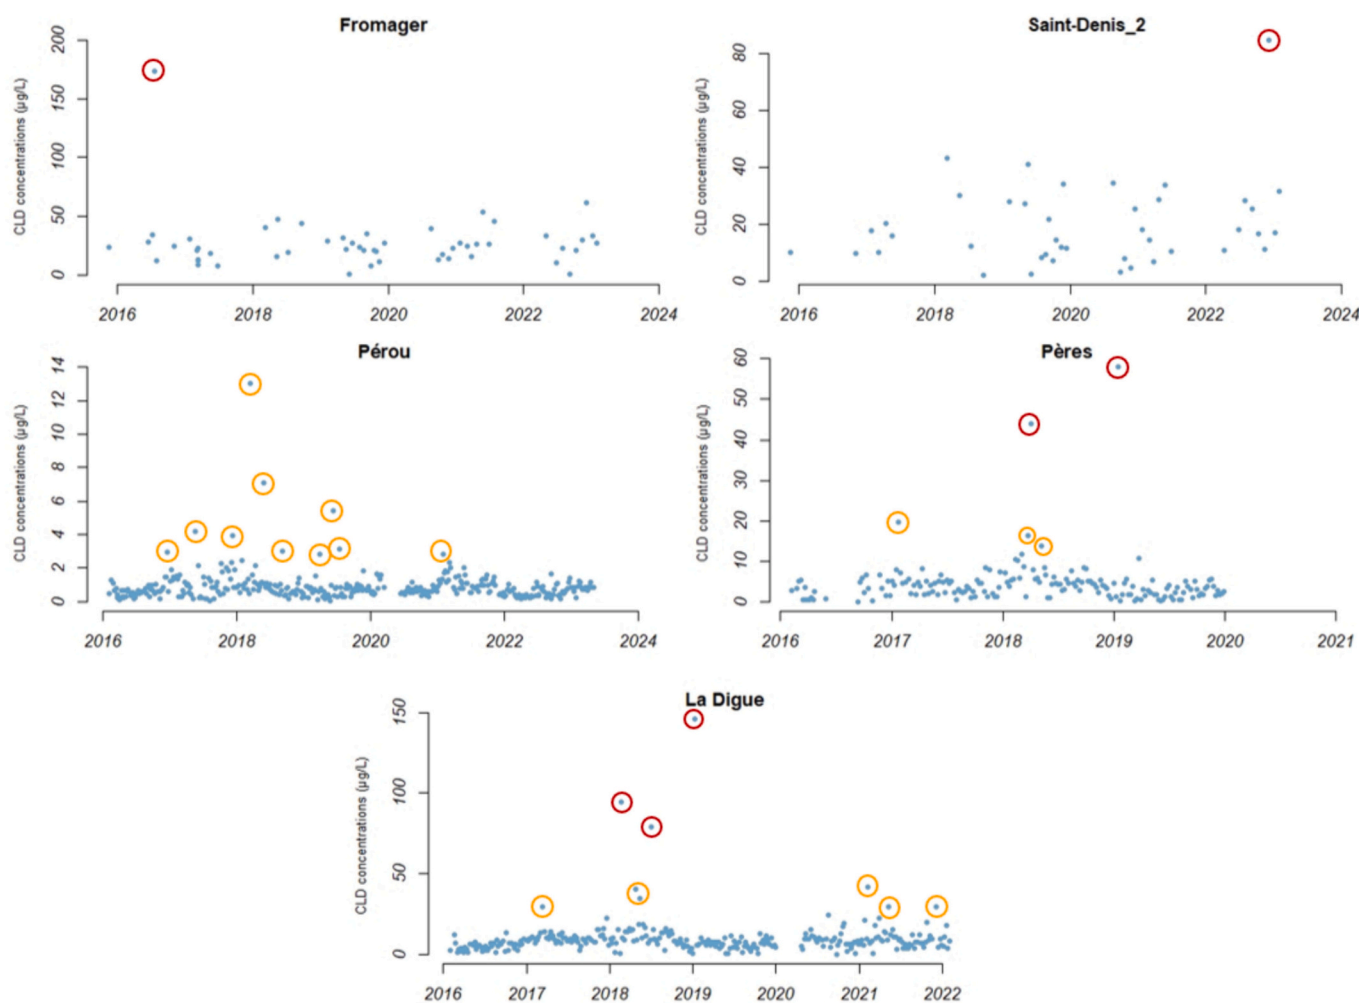 Fromager
CLD concentrations (µg/L)
200
150
100
50
0
2016 2018 2020 2022 2024
Saint-Denis_2
CLD concentrations (µg/L)
80
60
40
20
0
2016 2018 2020 2022 2024
Pérou
CLD concentrations (µg/L)
14
12
10
8
6
4
2
0
2016 2018 2020 2022 2024
Pères
CLD concentrations (µg/L)
60
50
40
30
20
10
0
2016 2017 2018 2019 2020 2021
La Digue
CLD concentrations (µg/L)
150
100
50
0
2016 2017 2018 2019 2020 2021 2022